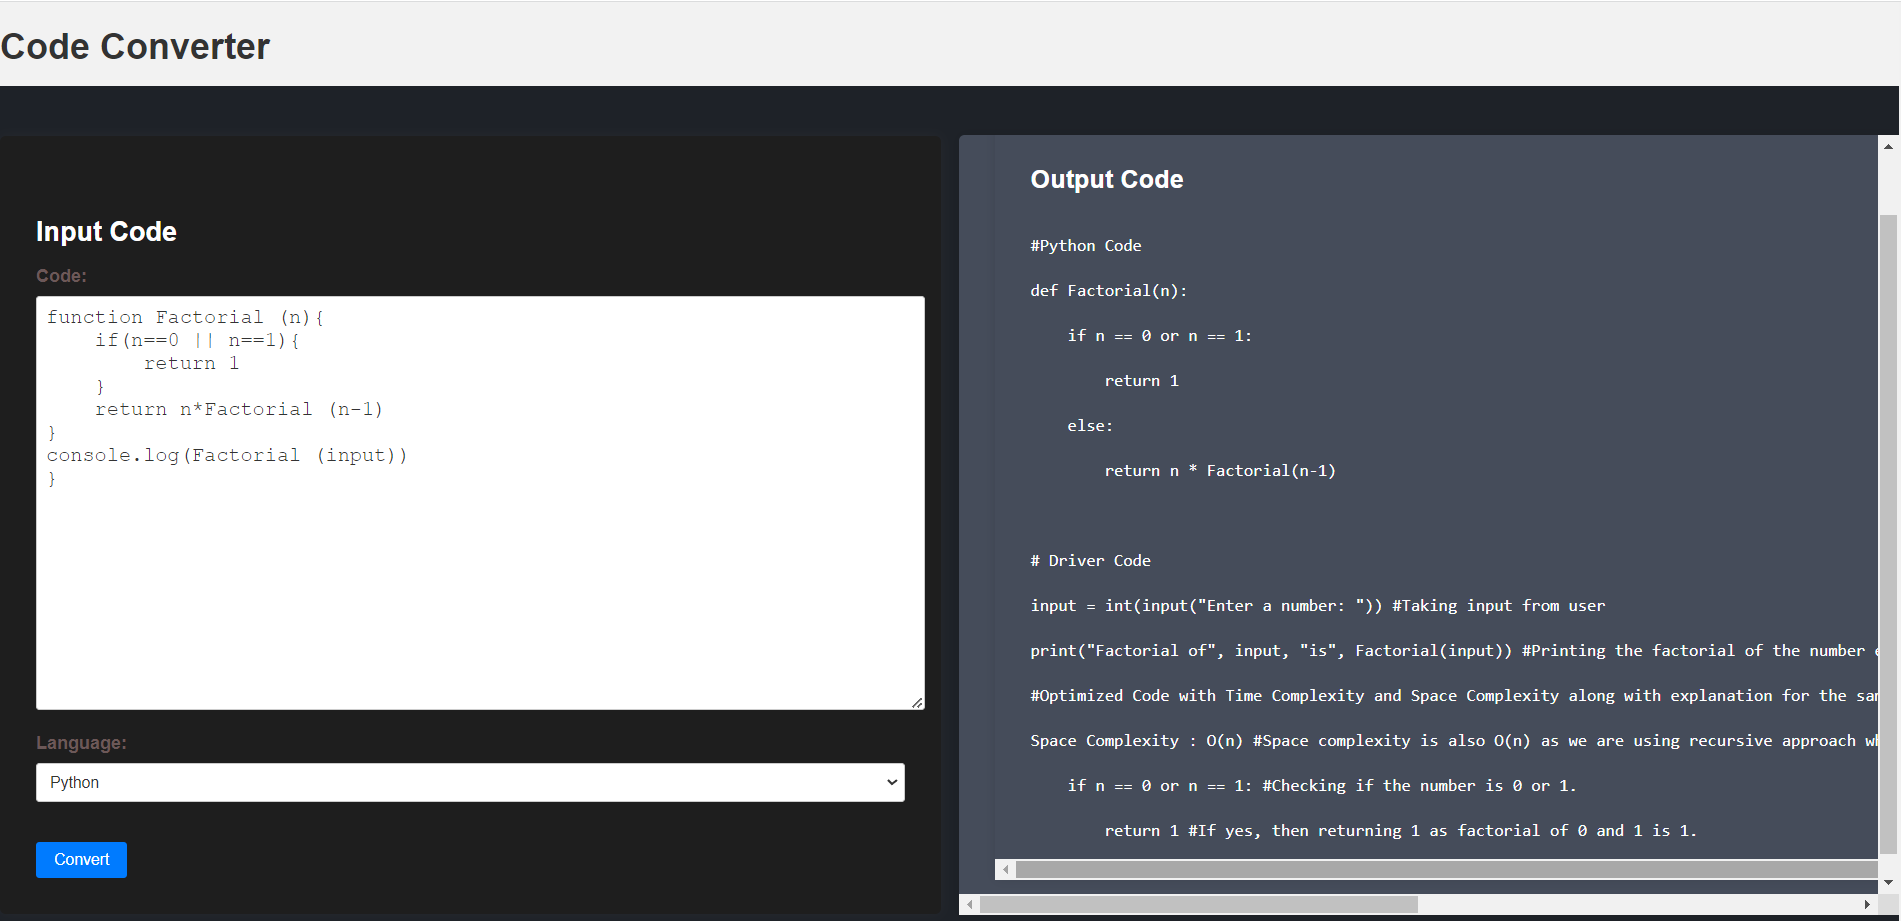 Code Converter
Input Code
Code:
function Factorial (n){
    if(n==0 || n==1){
        return 1
    }
    return n*Factorial (n-1)
}
console.log(Factorial (input))
}
Language:
Python
Convert
Output Code
#Python Code
def Factorial(n):
    if n == 0 or n == 1:
        return 1
    else:
        return n * Factorial(n-1)
# Driver Code
input = int(input("Enter a number: ")) #Taking input from user
print("Factorial of", input, "is", Factorial(input)) #Printing the factorial of the number
#Optimized Code with Time Complexity and Space Complexity along with explanation for the
Space Complexity : O(n) #Space complexity is also O(n) as we are using recursive approach
    if n == 0 or n == 1: #Checking if the number is 0 or 1.
        return 1 #If yes, then returning 1 as factorial of 0 and 1 is 1.